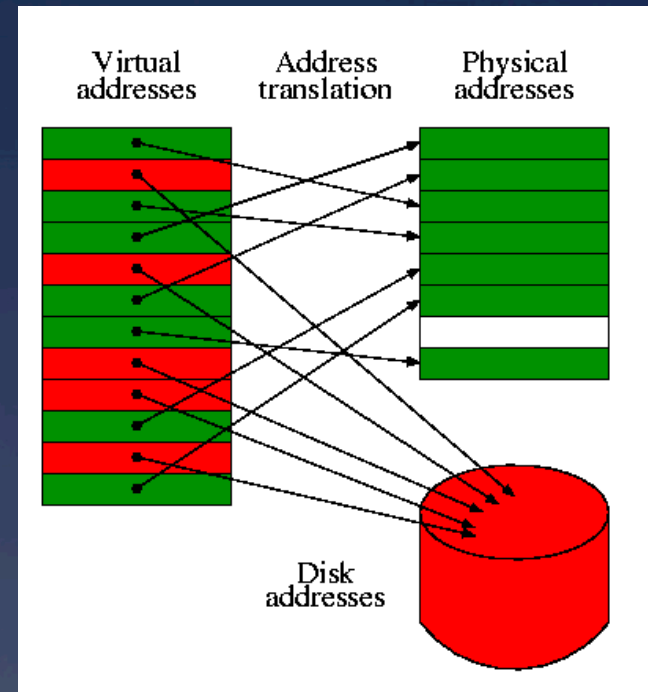 Virtual
addresses
Address
translation
Physical
addresses
Disk
addresses